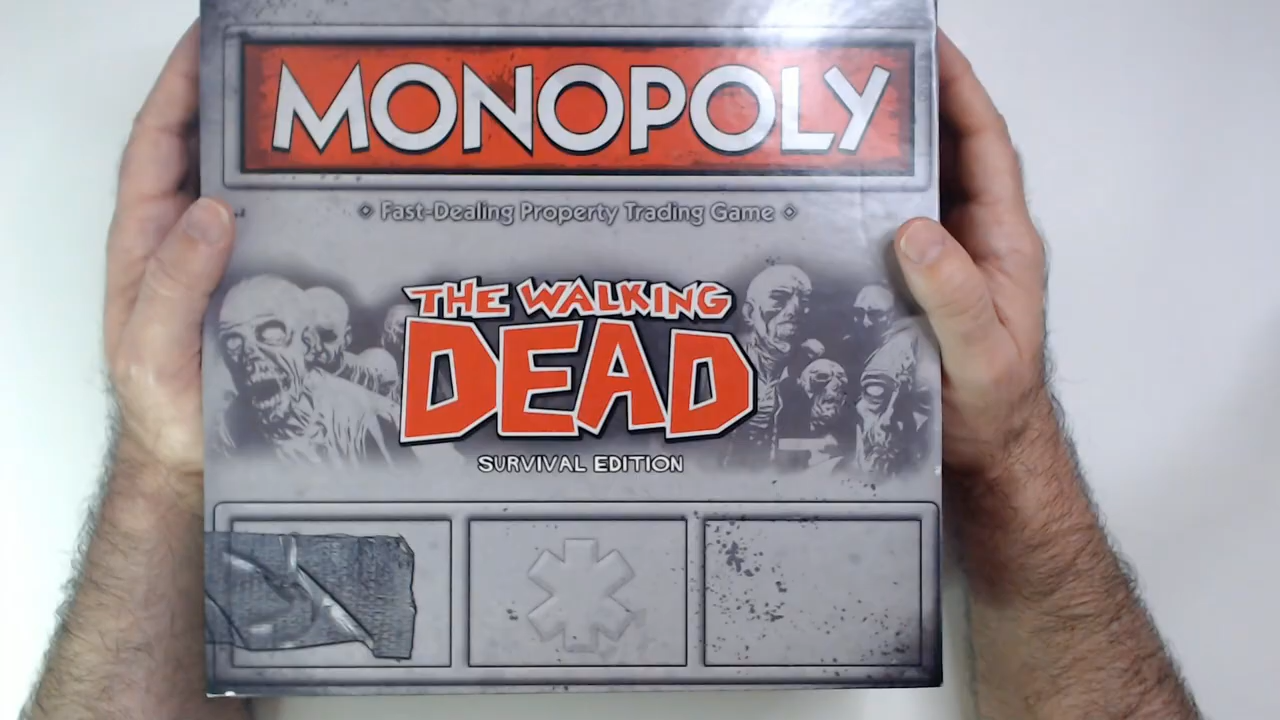 MONOPOLY
Fast-Dealing Property Trading Game
THE WALKING
DEAD
SURVIVAL EDITION